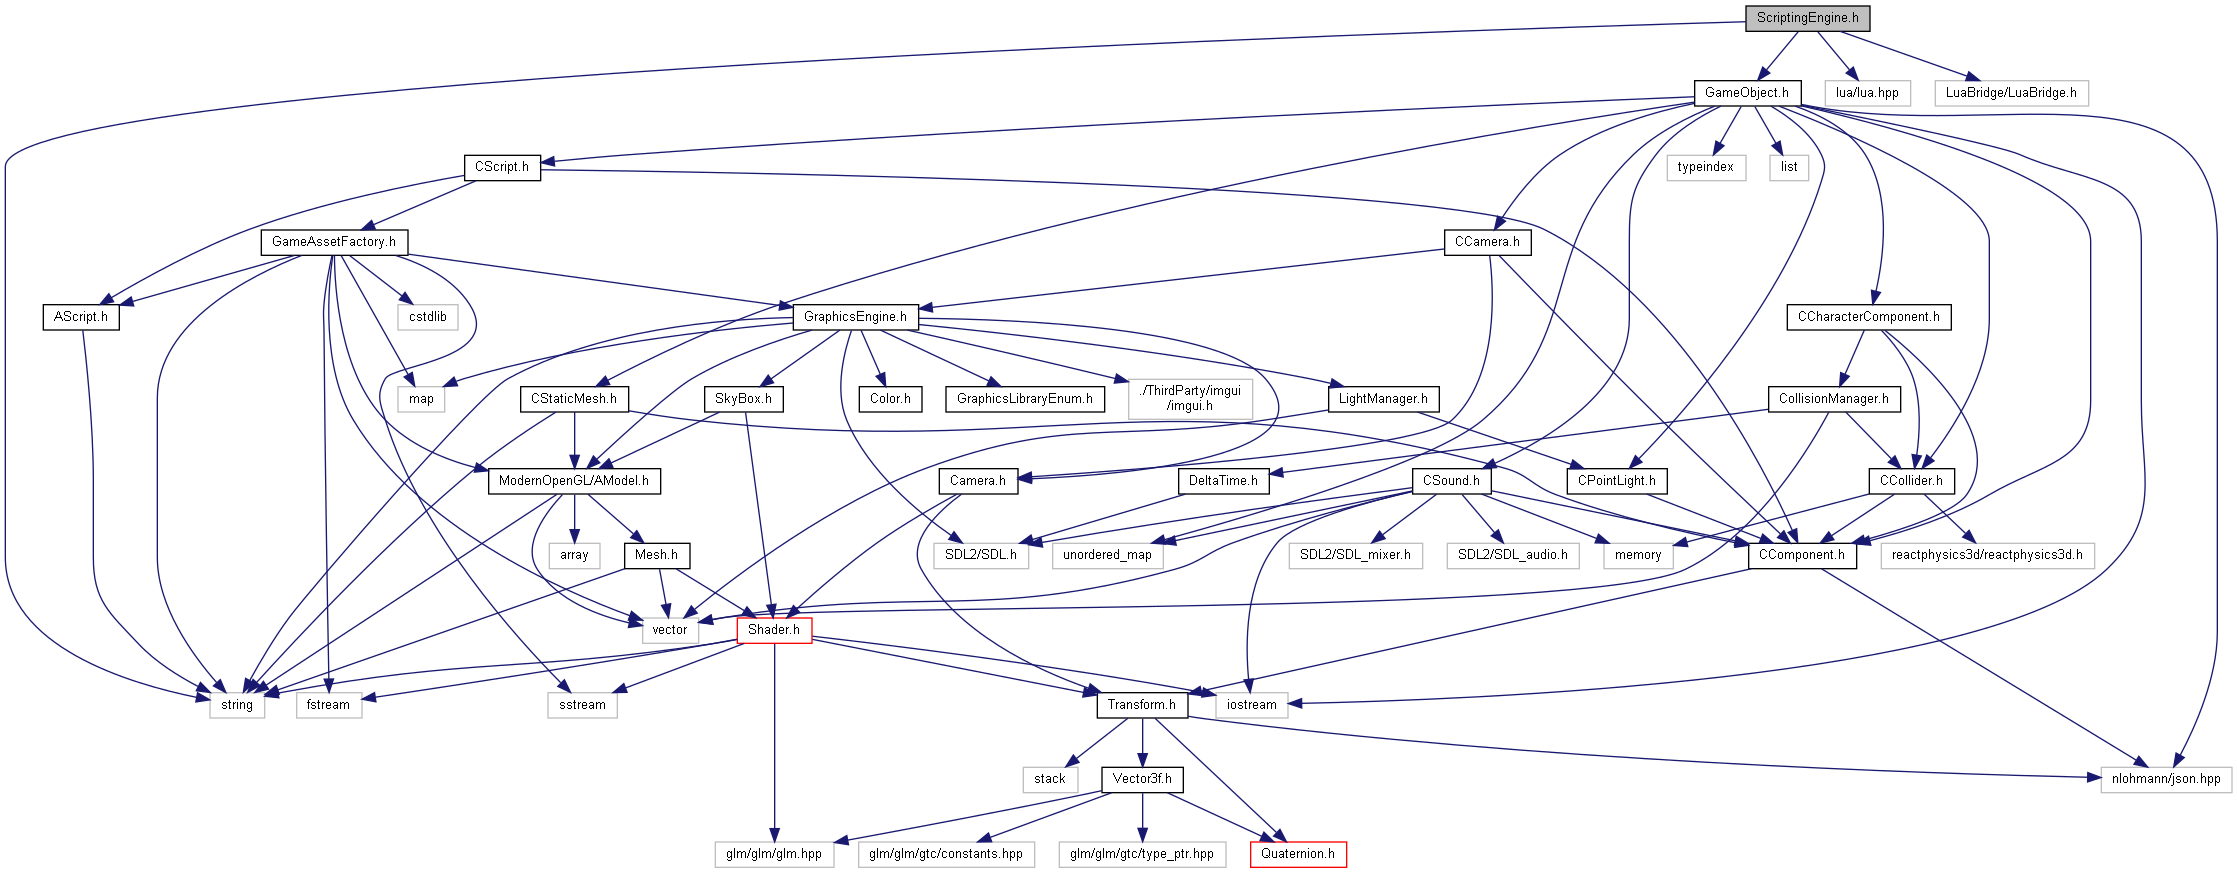 ScriptingEngine.h
GameObject.h
lua/lua.hpp
LuaBridge/LuaBridge.h
CScript.h
typeindex
list
GameAssetFactory.h
CCamera.h
AScript.h
cstdlib
GraphicsEngine.h
CCharacterComponent.h
map
CStaticMesh.h
SkyBox.h
Color.h
GraphicsLibraryEnum.h
./ThirdParty/imgui
/imgui.h
LightManager.h
CollisionManager.h
ModernOpenGL/AModel.h
Camera.h
DeltaTime.h
CSound.h
CPointLight.h
CCollider.h
array
Mesh.h
SDL2/SDL.h
unordered_map
SDL2/SDL_mixer.h
SDL2/SDL_audio.h
memory
CComponent.h
reactphysics3d/reactphysics3d.h
vector
Shader.h
string
fstream
sstream
Transform.h
iostream
stack
Vector3f.h
nlohmann/json.hpp
glm/glm/glm.hpp
glm/glm/gtc/constants.hpp
glm/glm/gtc/type_ptr.hpp
Quaternion.h